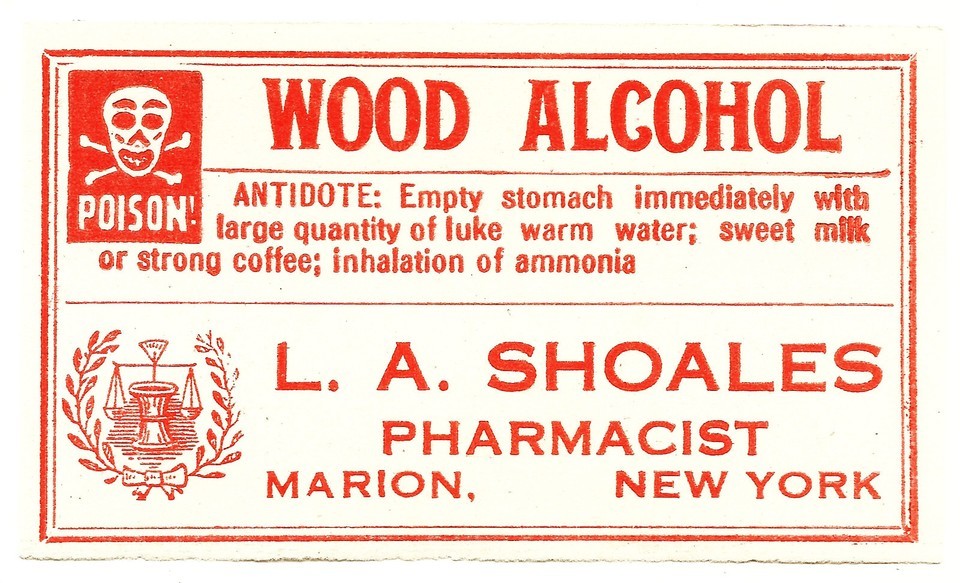 WOOD ALCOHOL
POISON!
ANTIDOTE: Empty stomach immediately with
large quantity of luke warm water; sweet milk
or strong coffee; inhalation of ammonia
L. A. SHOALES
PHARMACIST
MARION, NEW YORK